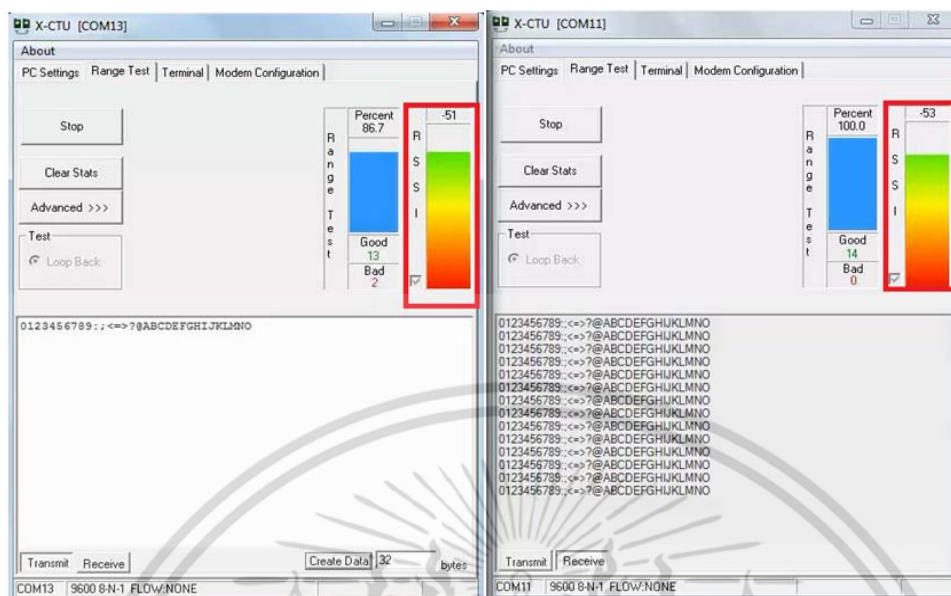 X-CTU [COM13]
About
PC Settings Range Test Terminal Modem Configuration
Stop
Clear Stats
Advanced >>>
Test
Loop Back
Range Test
Percent
86.7
Good
13
Bad
2
-51
RSSI
0123456789:;<=>?@ABCDEFGHIJKLMNO
Transmit Receive
Create Data 32 bytes
COM13 9600 8-N-1 FLOW:NONE
X-CTU [COM11]
About
PC Settings Range Test Terminal Modem Configuration
Stop
Clear Stats
Advanced >>>
Test
Loop Back
Range Test
Percent
100.0
Good
14
Bad
0
-53
RSSI
0123456789:;<=>?@ABCDEFGHIJKLMNO
0123456789:;<=>?@ABCDEFGHIJKLMNO
0123456789:;<=>?@ABCDEFGHIJKLMNO
0123456789:;<=>?@ABCDEFGHIJKLMNO
0123456789:;<=>?@ABCDEFGHIJKLMNO
0123456789:;<=>?@ABCDEFGHIJKLMNO
0123456789:;<=>?@ABCDEFGHIJKLMNO
0123456789:;<=>?@ABCDEFGHIJKLMNO
0123456789:;<=>?@ABCDEFGHIJKLMNO
0123456789:;<=>?@ABCDEFGHIJKLMNO
0123456789:;<=>?@ABCDEFGHIJKLMNO
0123456789:;<=>?@ABCDEFGHIJKLMNO
0123456789:;<=>?@ABCDEFGHIJKLMNO
0123456789:;<=>?@ABCDEFGHIJKLMNO
Transmit Receive
COM11 9600 8-N-1 FLOW:NONE